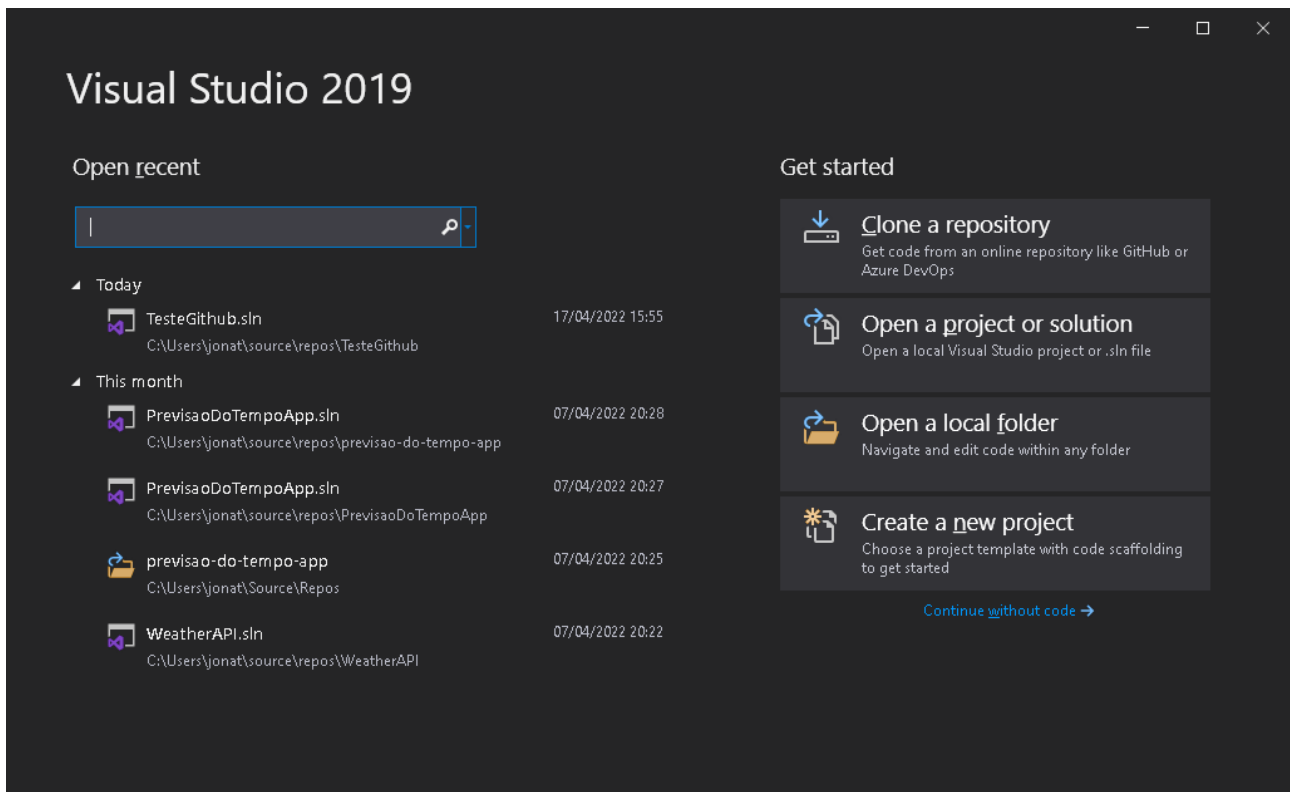 Visual Studio 2019
Open recent
Today
TesteGithub.sln 17/04/2022 15:55
C:\Users\jonat\source\repos\TesteGithub
This month
PrevisaoDoTempoApp.sln 07/04/2022 20:28
C:\Users\jonat\source\repos\previsao-do-tempo-app
PrevisaoDoTempoApp.sln 07/04/2022 20:27
C:\Users\jonat\source\repos\PrevisaoDoTempoApp
previsao-do-tempo-app 07/04/2022 20:25
C:\Users\jonat\Source\Repos
WeatherAPI.sln 07/04/2022 20:22
C:\Users\jonat\source\repos\WeatherAPI
Get started
Clone a repository
Get code from an online repository like GitHub or
Azure DevOps
Open a project or solution
Open a local Visual Studio project or .sln file
Open a local folder
Navigate and edit code within any folder
Create a new project
Choose a project template with code scaffolding
to get started
Continue without code →